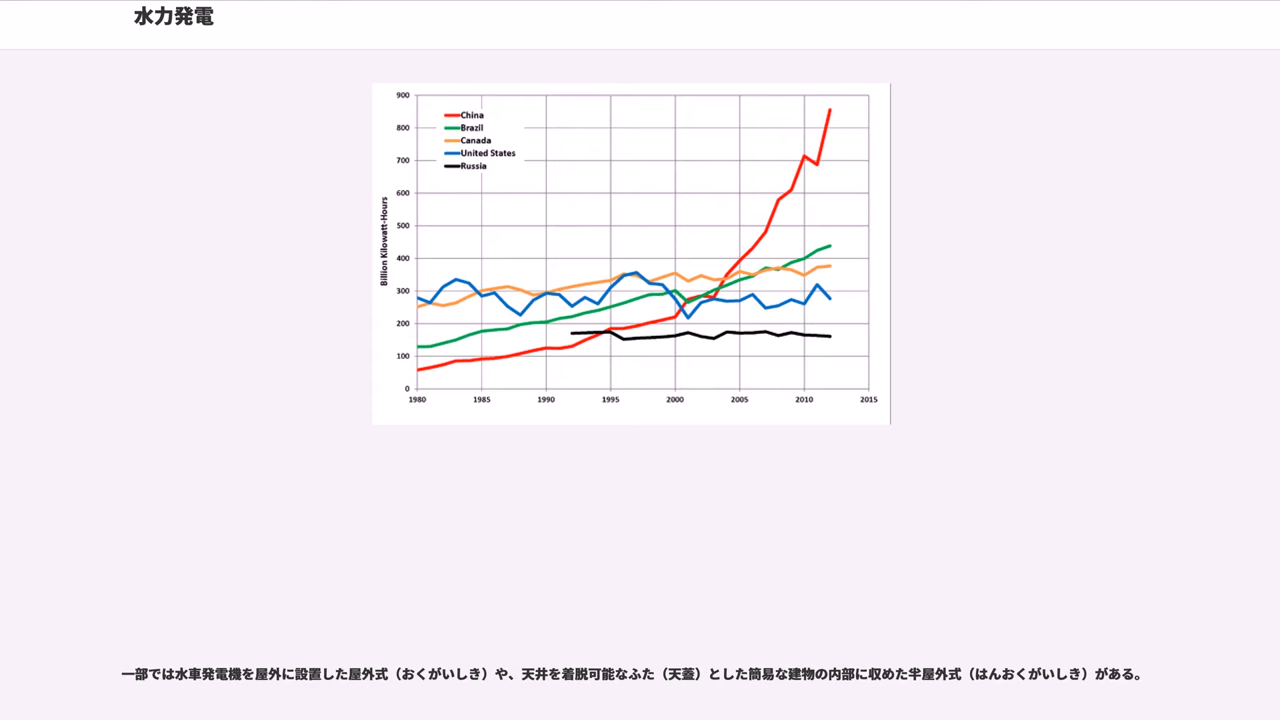 水力発電
900
800
700
600
500
400
300
200
100
0
Billion Kilowatt-Hours
China
Brazil
Canada
United States
Russia
1980 1985 1990 1995 2000 2005 2010 2015
一部では水車発電機を屋外に設置した屋外式（おくがいしき）や、天井を着脱可能なふた（天蓋）とした簡易な建物の内部に収めた半屋外式（はんおくがいしき）がある。